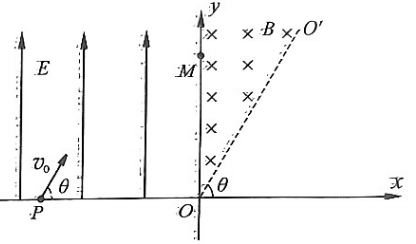 y
B O'
E M
v₀ θ θ x
P O